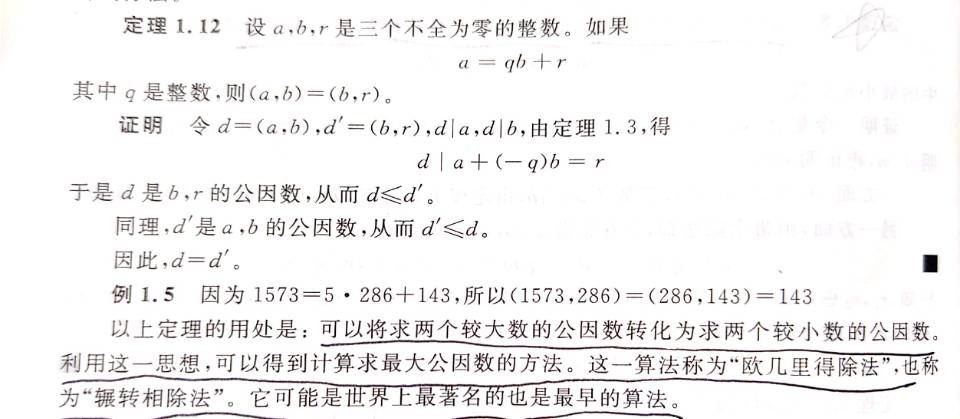 定理 1.12 设 a,b,r 是三个不全为零的整数。如果
a = qb + r
其中 q 是整数,则(a,b)=(b,r)。
证明 令 d=(a,b),d′=(b,r),d|a,d|b,由定理 1.3,得
d | a+(-q)b = r
于是 d 是 b,r 的公因数,从而 d≤d′。
同理,d′是 a,b 的公因数,从而 d′≤d。
因此,d=d′。
例 1.5 因为 1573=5·286+143,所以(1573,286)=(286,143)=143
以上定理的用处是:可以将求两个较大数的公因数转化为求两个较小数的公因数。
利用这一思想,可以得到计算求最大公因数的方法。这一算法称为“欧几里得除法”,也称
为“辗转相除法”。它可能是世界上最著名的也是最早的算法。